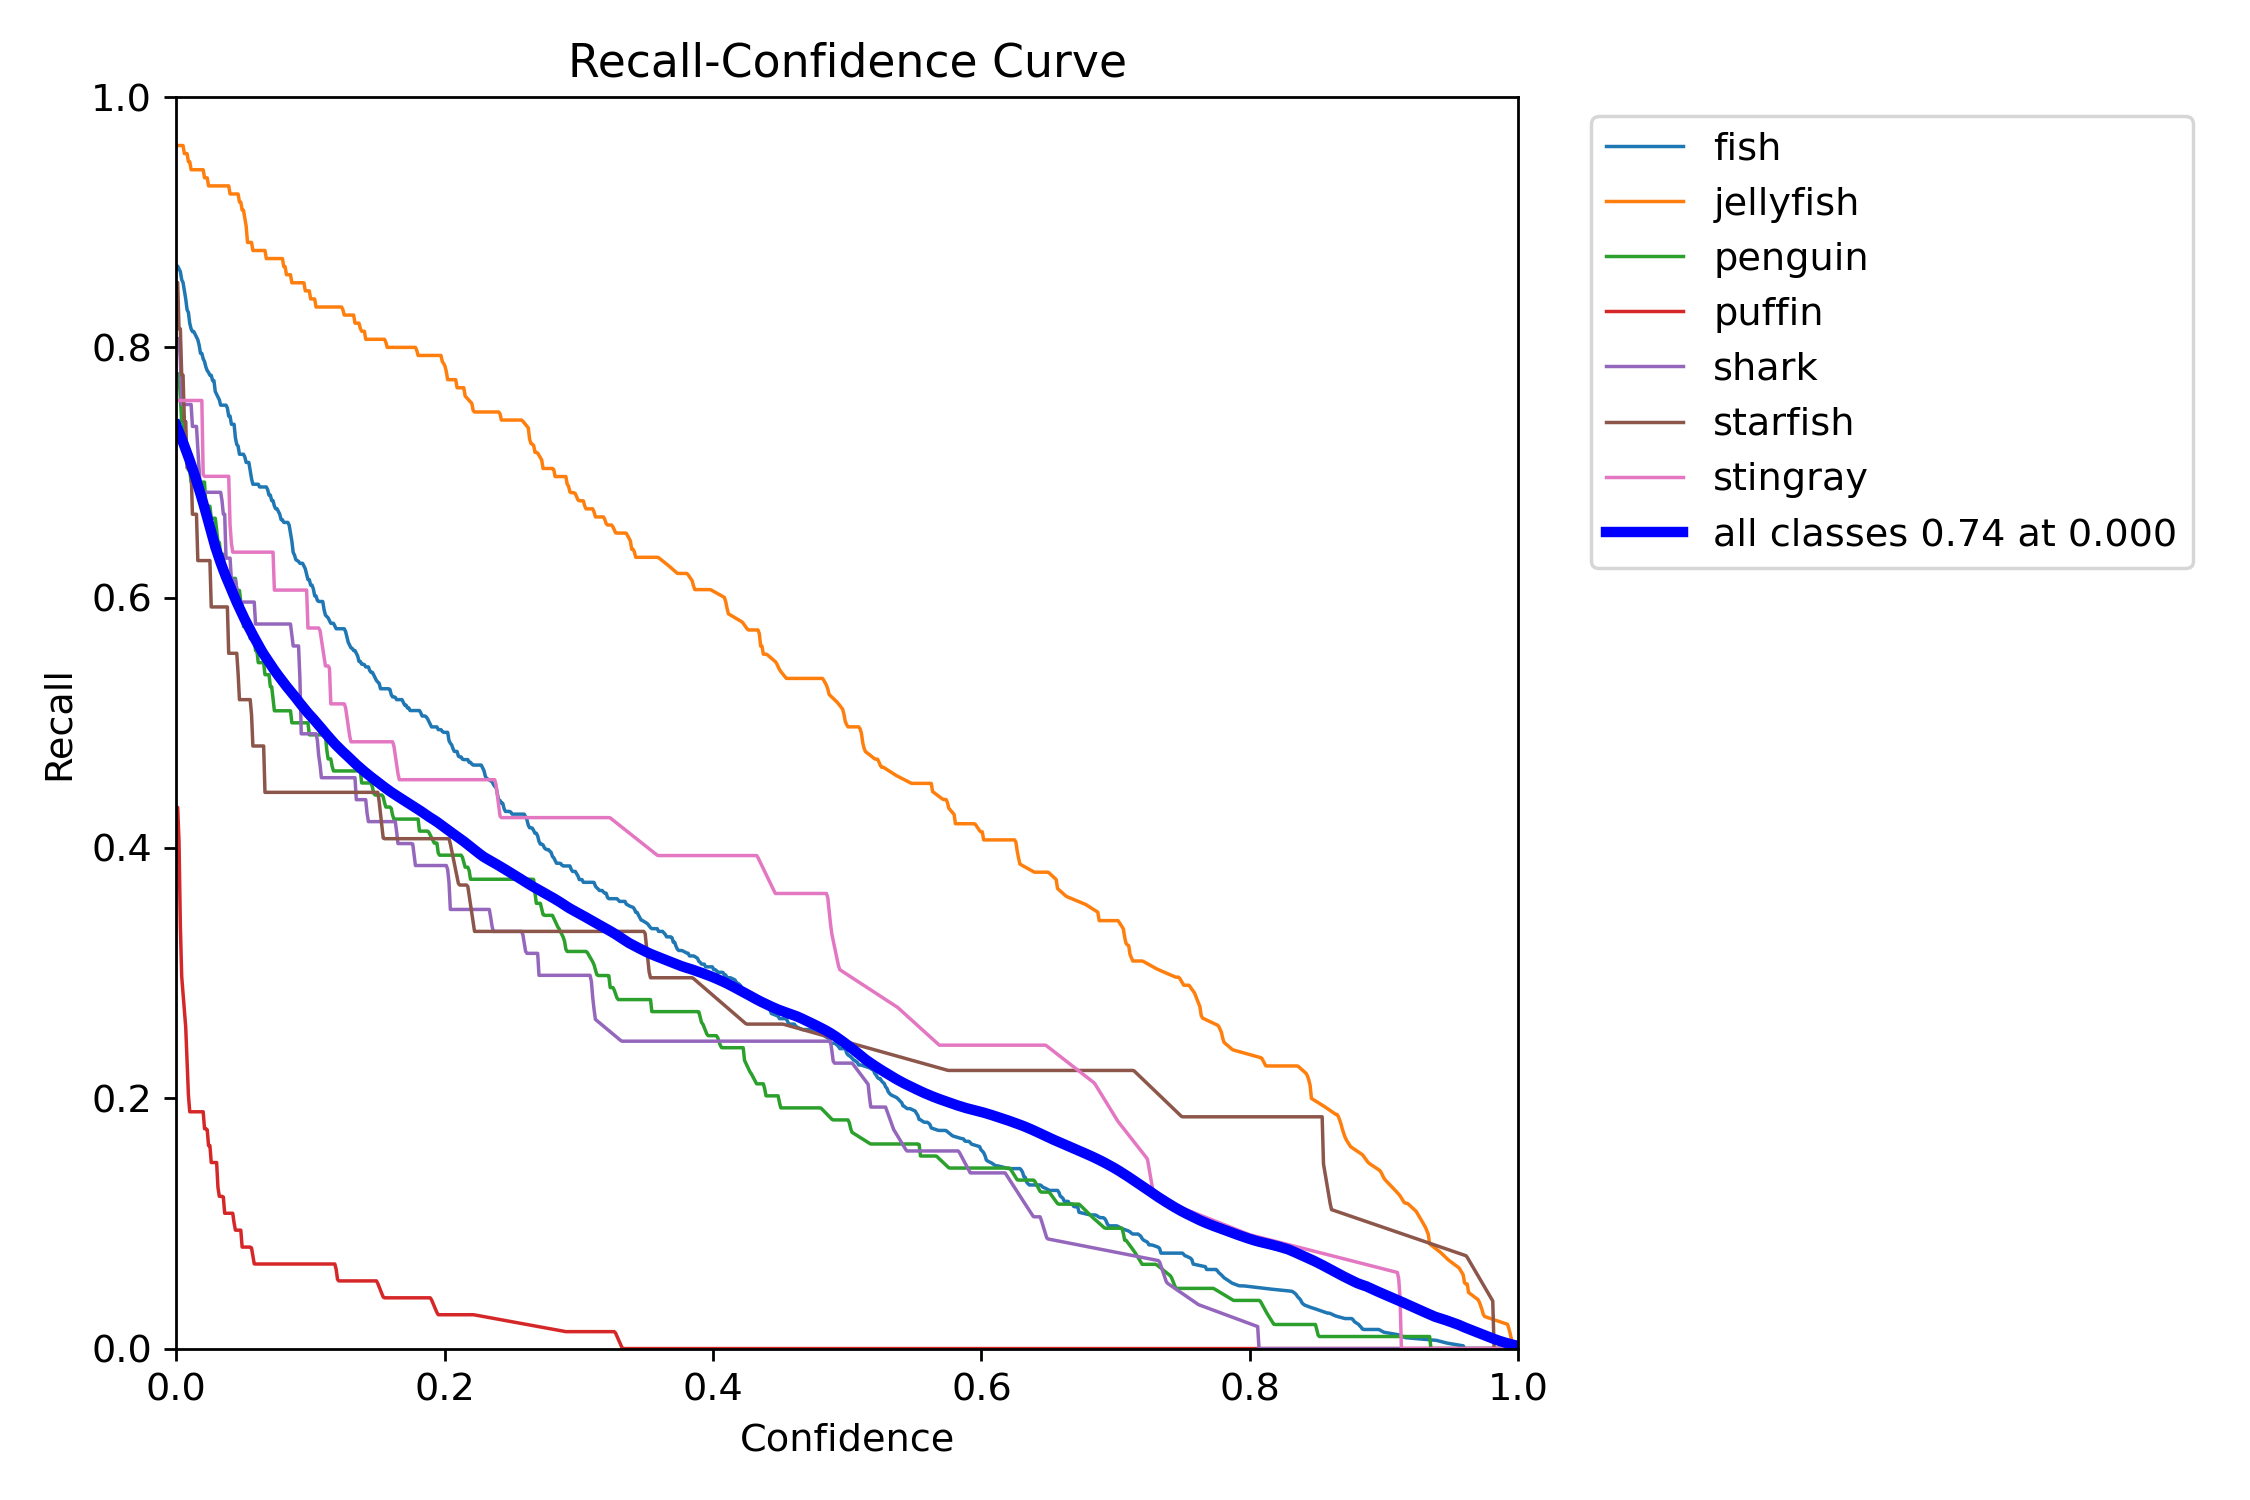 Recall-Confidence Curve
1.0
0.8
0.6
0.4
0.2
0.0
Recall
0.0 0.2 0.4 0.6 0.8 1.0
Confidence
fish
jellyfish
penguin
puffin
shark
starfish
stingray
all classes 0.74 at 0.000